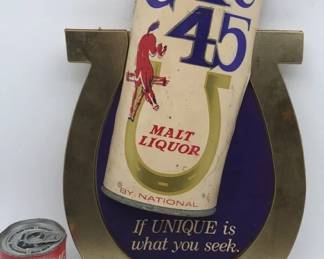 45
MALT
LIQUOR
BY: NATIONAL
If UNIQUE is
what you seek.